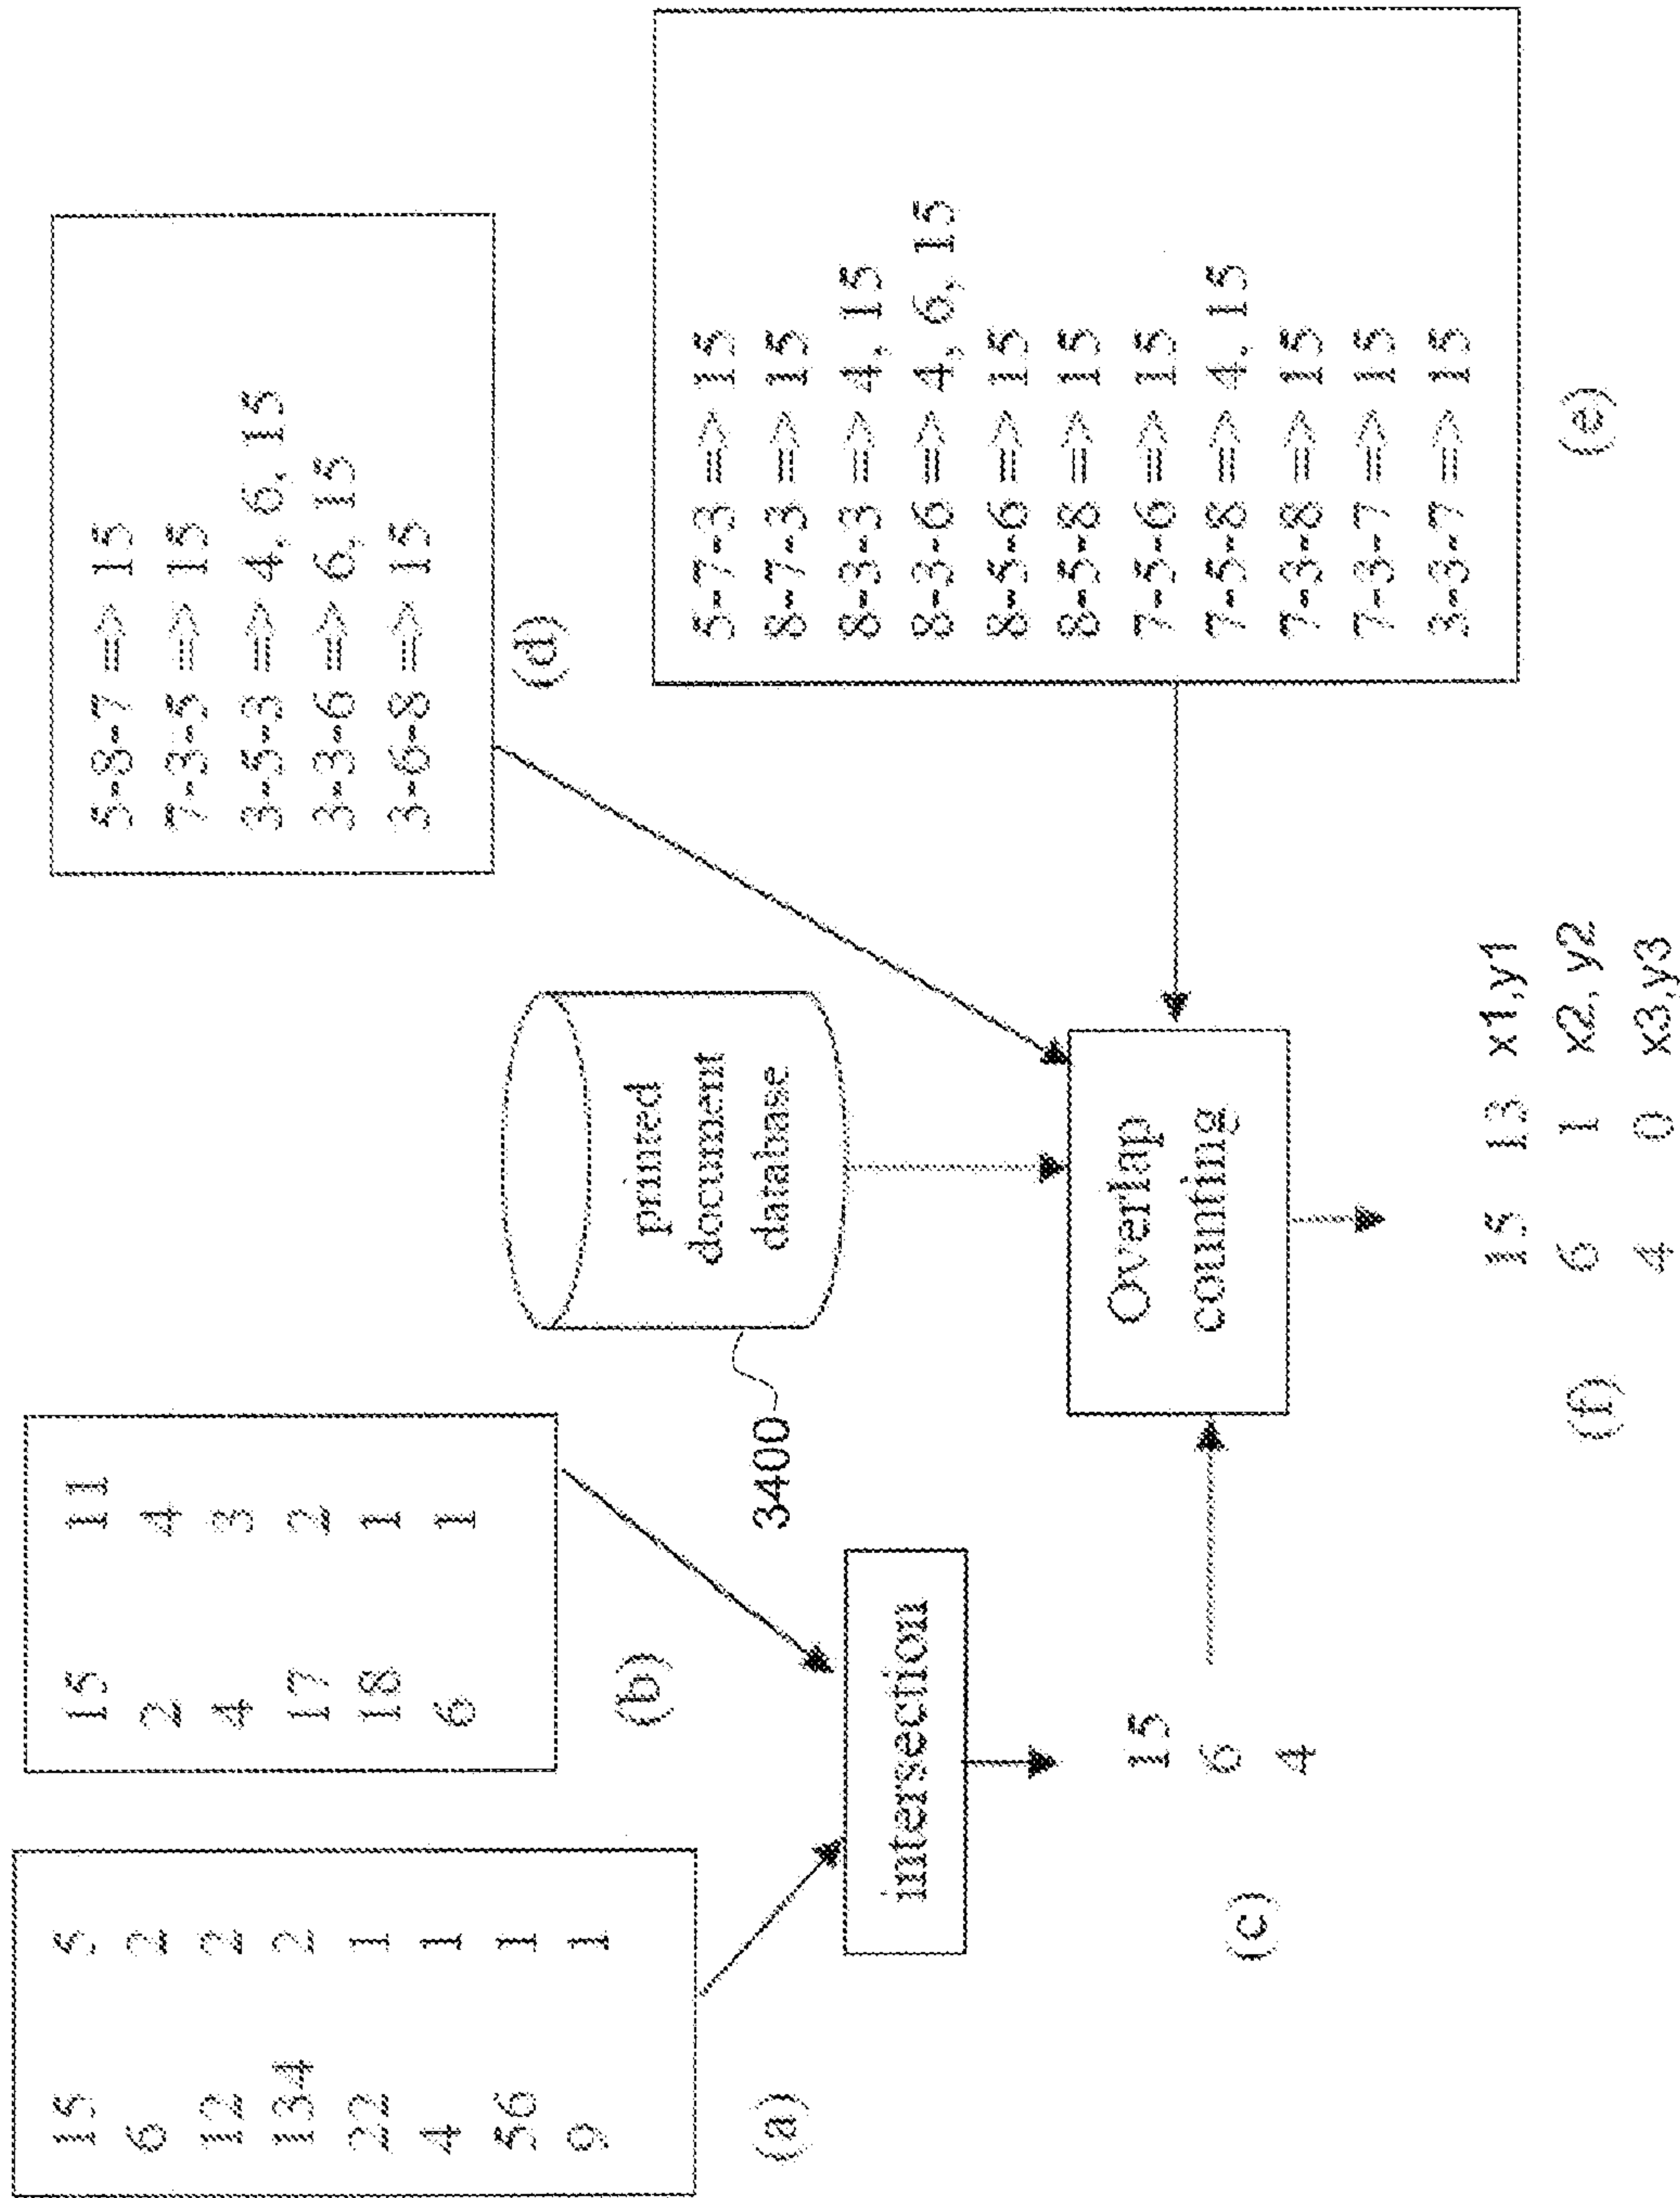 15 5
6 2
12 2
134 2
22 1
4 1
56 1
9 1
(a)
15 11
2 4
4 3
17 2
18 1
6 1
(b)
intersection
15
6
4
(c)
printed
document
database
3400
5-8-7 ==> 15
7-3-5 ==> 15
3-5-3 ==> 4, 6, 15
3-3-6 ==> 6, 15
3-6-8 ==> 15
(d)
5-7-3 ==> 15
8-7-3 ==> 15
8-3-3 ==> 4, 15
8-3-6 ==> 4, 6, 15
8-5-6 ==> 15
8-5-8 ==> 15
7-5-6 ==> 15
7-5-8 ==> 4, 15
7-3-8 ==> 15
7-3-7 ==> 15
3-3-7 ==> 15
(e)
Overlap
counting
15 13 x1,y1
6 1 x2,y2
4 0 x3,y3
(f)